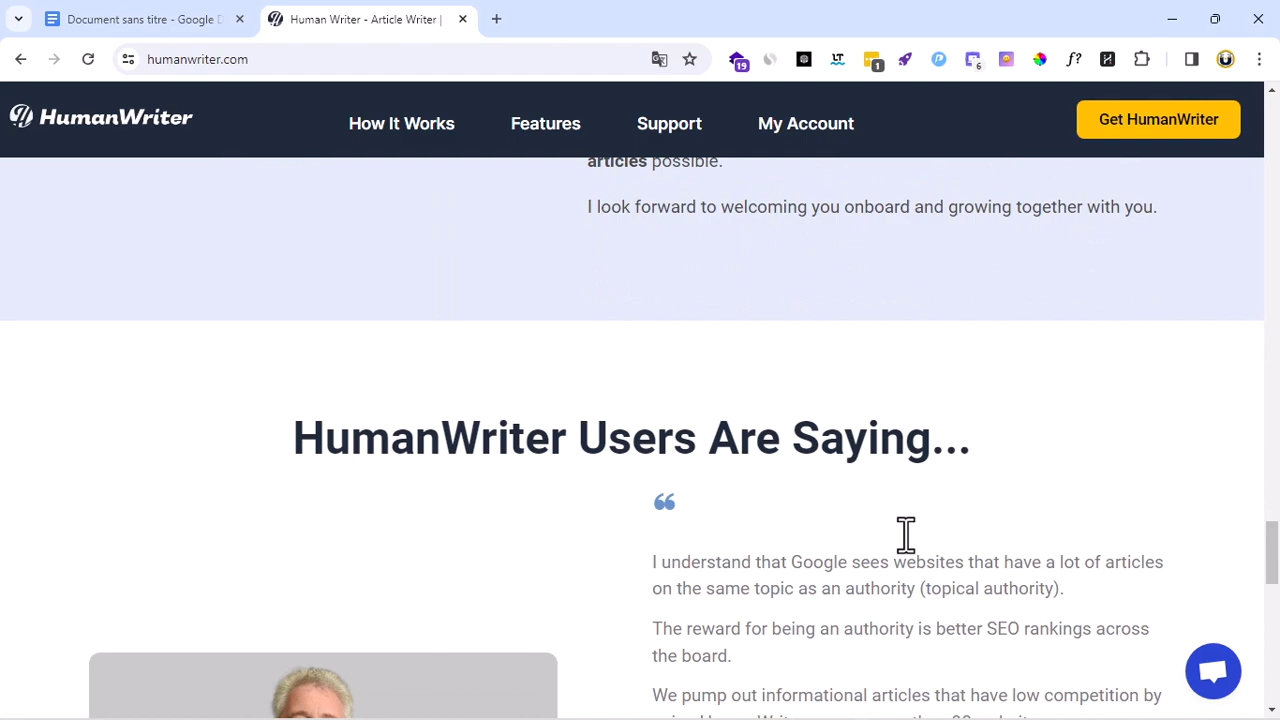 Document sans titre - Google D
Human Writer - Article Writer |
humanwriter.com
19
LT
1
6
f?
HumanWriter
How It Works
Features
Support
My Account
Get HumanWriter
articles possible.
I look forward to welcoming you onboard and growing together with you.
HumanWriter Users Are Saying...
“
I understand that Google sees websites that have a lot of articles
on the same topic as an authority (topical authority).
The reward for being an authority is better SEO rankings across
the board.
We pump out informational articles that have low competition by